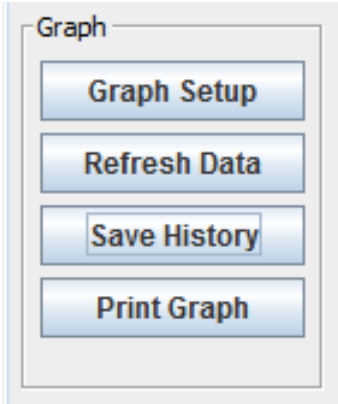 Graph
Graph Setup
Refresh Data
Save History
Print Graph